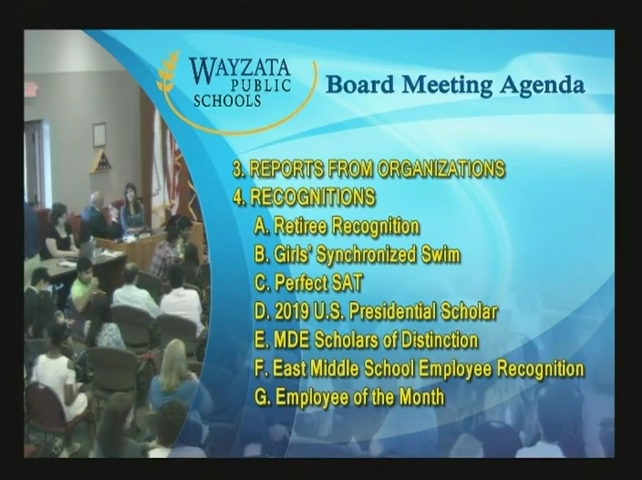 WAYZATA
PUBLIC
SCHOOLS
Board Meeting Agenda
3. REPORTS FROM ORGANIZATIONS
4. RECOGNITIONS
A. Retiree Recognition
B. Girls' Synchronized Swim
C. Perfect SAT
D. 2019 U.S. Presidential Scholar
E. MDE Scholars of Distinction
F. East Middle School Employee Recognition
G. Employee of the Month